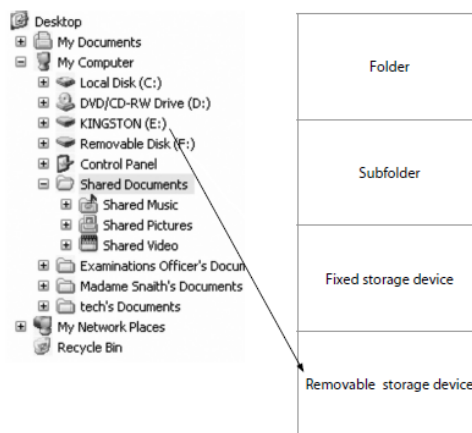 Desktop
My Documents
My Computer
Local Disk (C:)
DVD/CD-RW Drive (D:)
KINGSTON (E:)
Removable Disk (F:)
Control Panel
Shared Documents
Shared Music
Shared Pictures
Shared Video
Examinations Officer's Docun
Madame Snaith's Documents
tech's Documents
My Network Places
Recycle Bin
Folder
Subfolder
Fixed storage device
Removable storage device